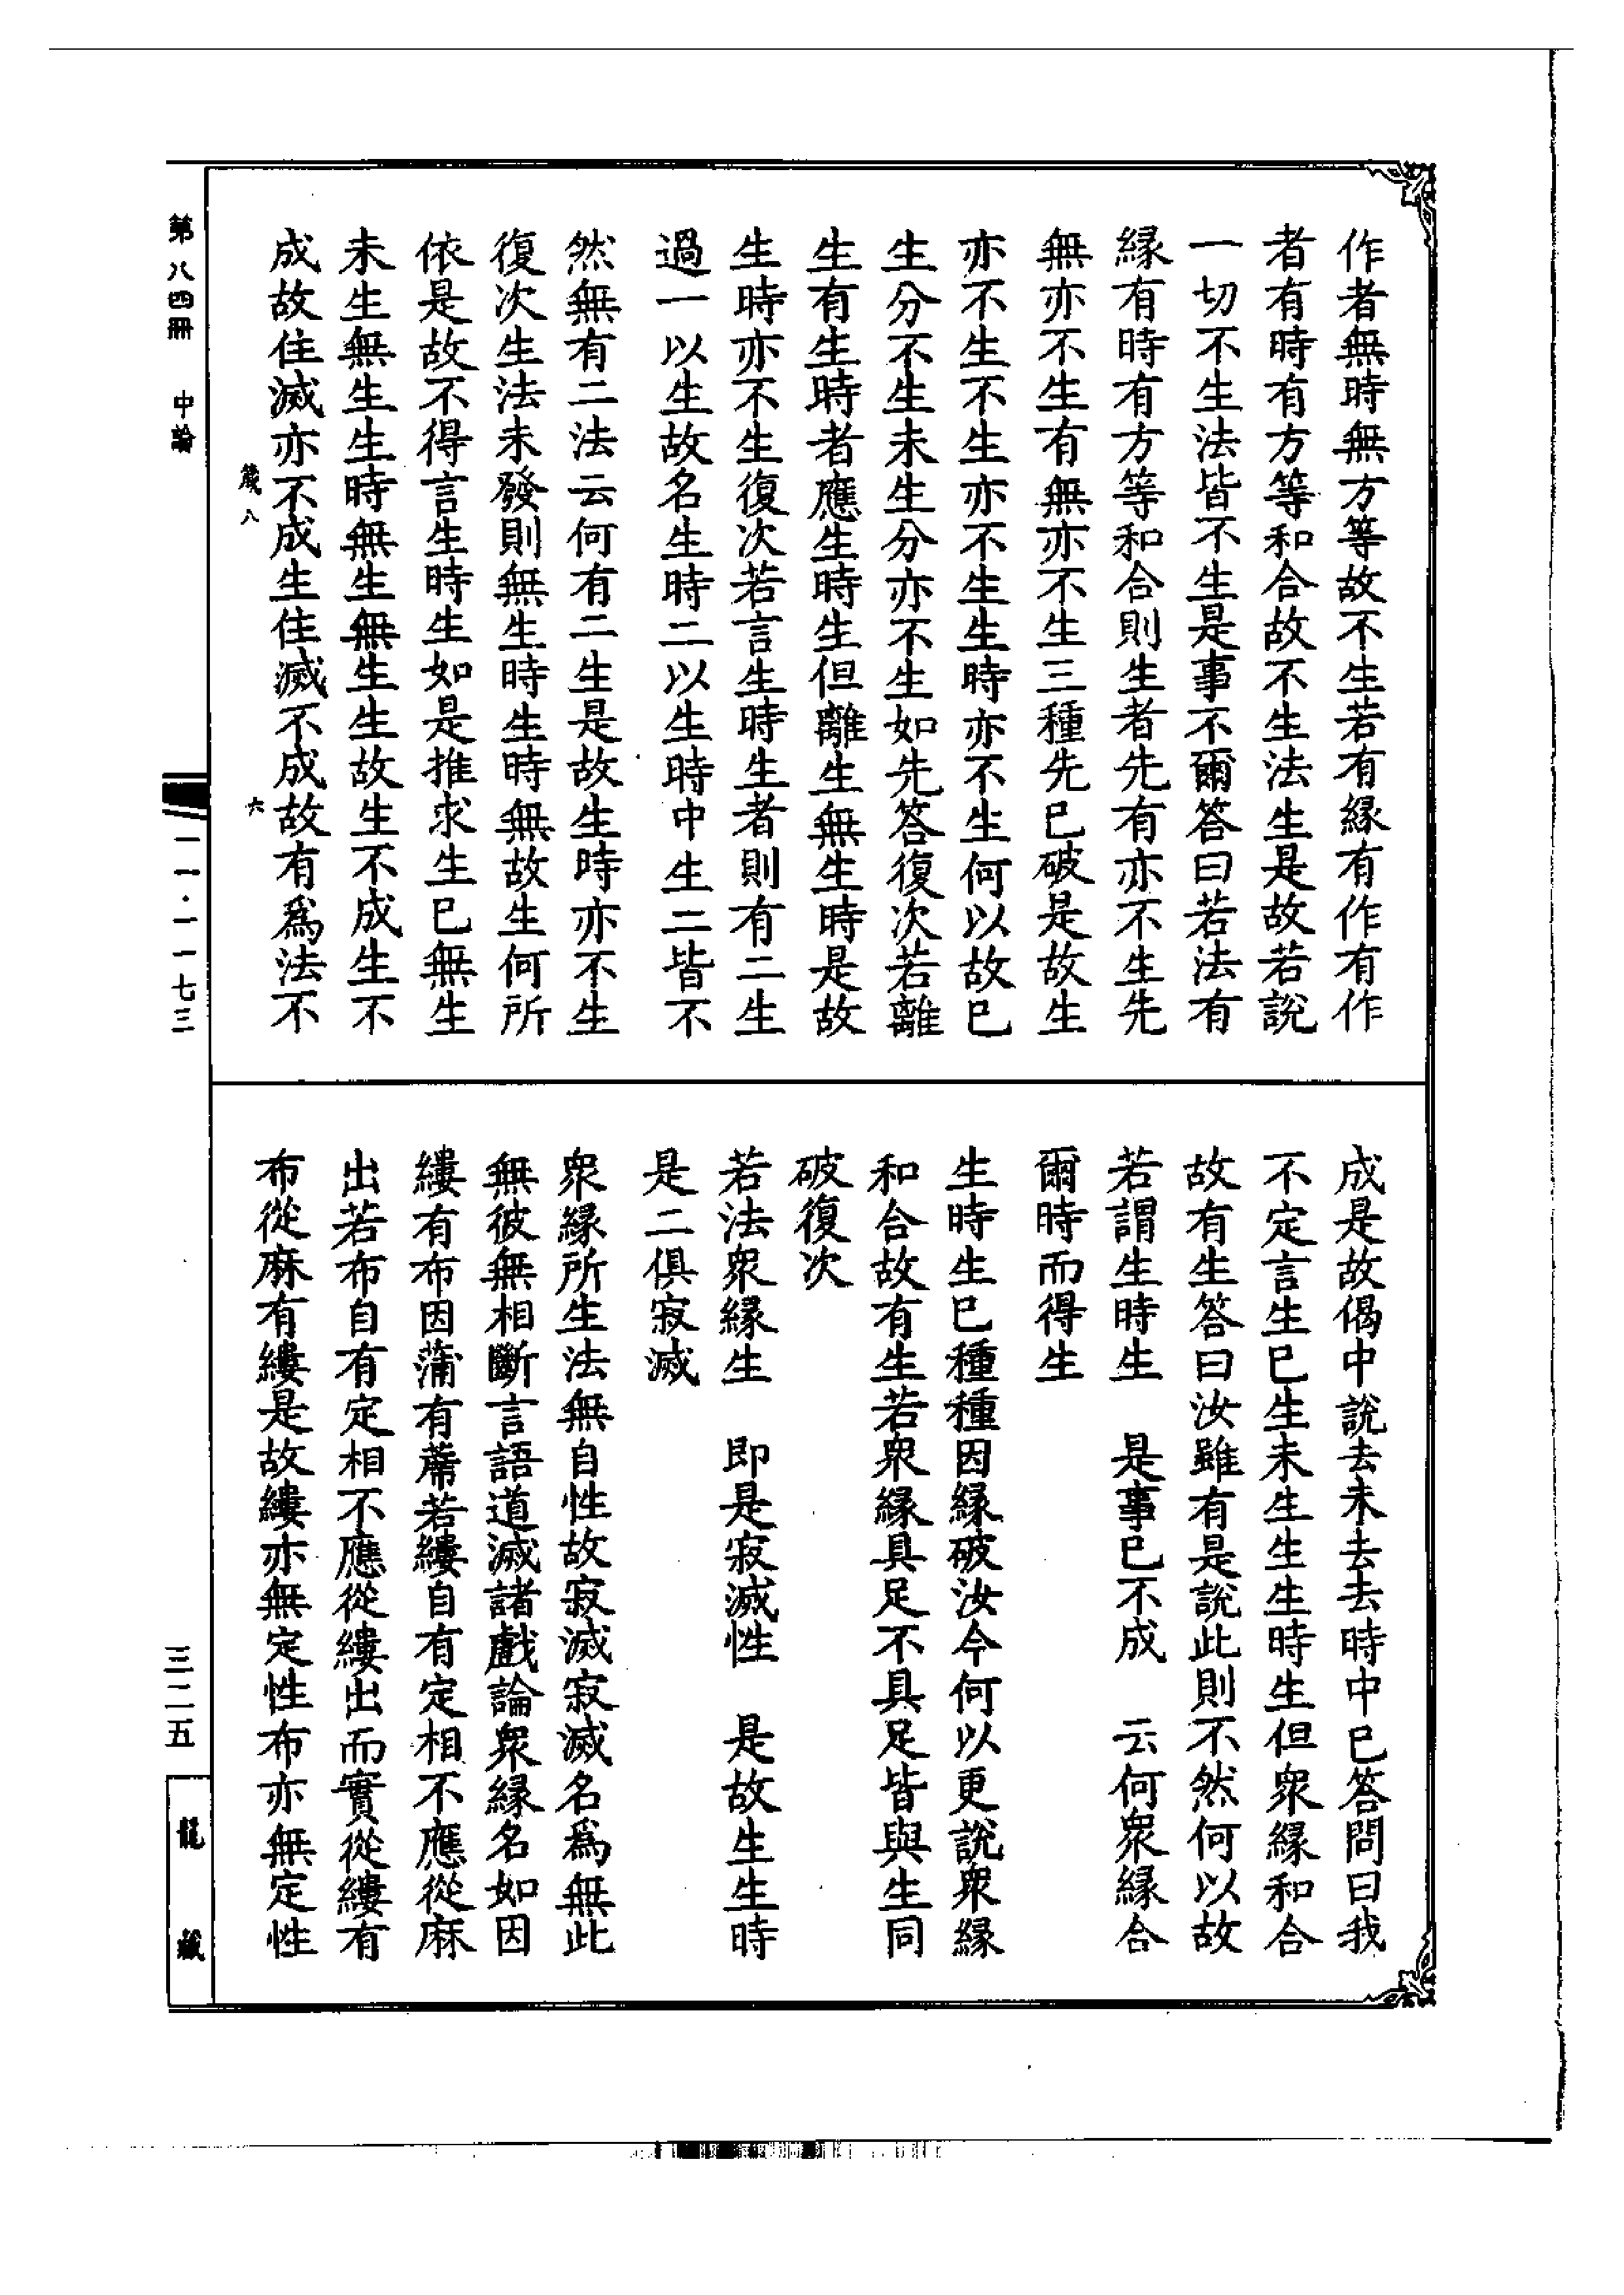 作者無時無方等故不生若有緣有作有作
者有時有方等和合故不生法生是故若說
一切不生法皆不生是事不爾答曰若法有
緣有時有方等和合則生者先有亦不生先
無亦不生有無亦不生三種先已破是故生
亦不生不生亦不生生時亦不生何以故已
生分不生未生分亦不生如先答復次若離
生有生時者應生時生但離生無生時是故
生時亦不生復次若言生時生者則有二生
過一以生故名生時二以生時中生二皆不
然無有二法云何有二生是故生時亦不生
復次生法未發則無生時生時無故生何所
依是故不得言生時生如是推求生已無生
未生無生生時無生無生生故生不成生不
成故住滅亦不成生住滅不成故有爲法不
成是故偈中說去未去去時中已答問曰我
不定言生已生未生生生時生但衆緣和合
故有生答曰汝雖有是說此則不然何以故
若謂生時生　是事已不成　云何衆緣合
爾時而得生
生時生已種種因緣破汝今何以更說衆緣
和合故有生若衆緣具足不具足皆與生同
破復次
若法衆緣生　即是寂滅性　是故生生時
是二俱寂滅
衆緣所生法無自性故寂滅寂滅名爲無此
無彼無相斷言語道滅諸戲論衆緣名如因
縷有布因蒲有蓆若縷自有定相不應從麻
出若布自有定相不應從縷出而實從縷有
布從麻有縷是故縷亦無定性布亦無定性
第八四冊　中論
箴八　六
一一·一一七三
三二五
龍藏